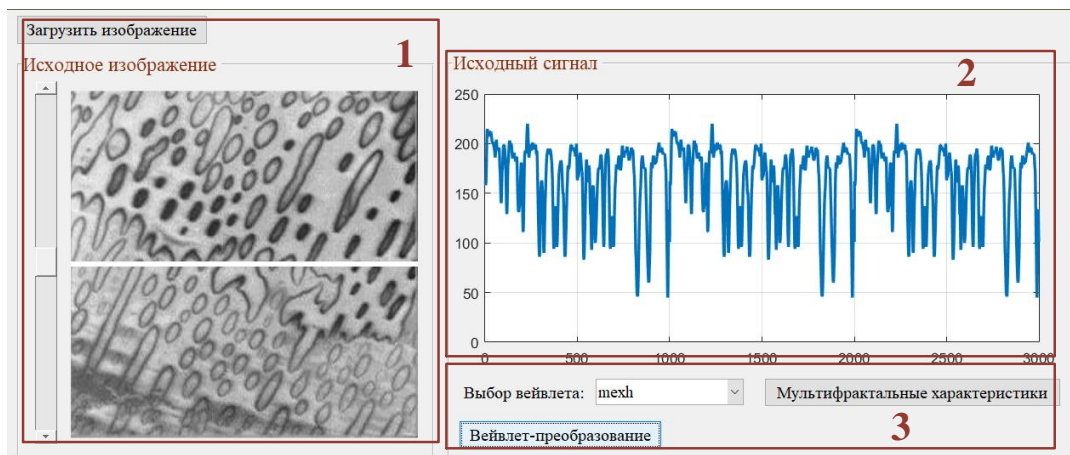 Загрузить изображение
1
Исходное изображение
Исходный сигнал
2
250
200
150
100
50
0
0 500 1000 1500 2000 2500 3000
Выбор вейвлета: mexh
Мультифрактальные характеристики
Вейвлет-преобразование
3